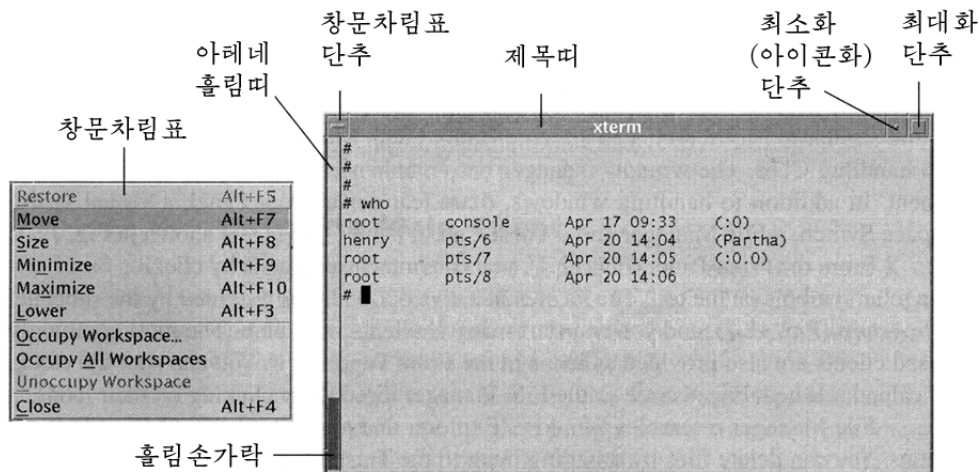 창문차림표
단추
아테네
흘림띠
제목띠
최소화
(아이콘화)
단추
최대화
단추
창문차림표
Restore Alt+F5
Move Alt+F7
Size Alt+F8
Minimize Alt+F9
Maximize Alt+F10
Lower Alt+F3
Occupy Workspace...
Occupy All Workspaces
Unoccupy Workspace
Close Alt+F4
xterm
#
#
#
# who
root console Apr 17 09:33 (:0)
henry pts/6 Apr 20 14:04 (Partha)
root pts/7 Apr 20 14:05 (:0.0)
root pts/8 Apr 20 14:06
#
흘림손가락